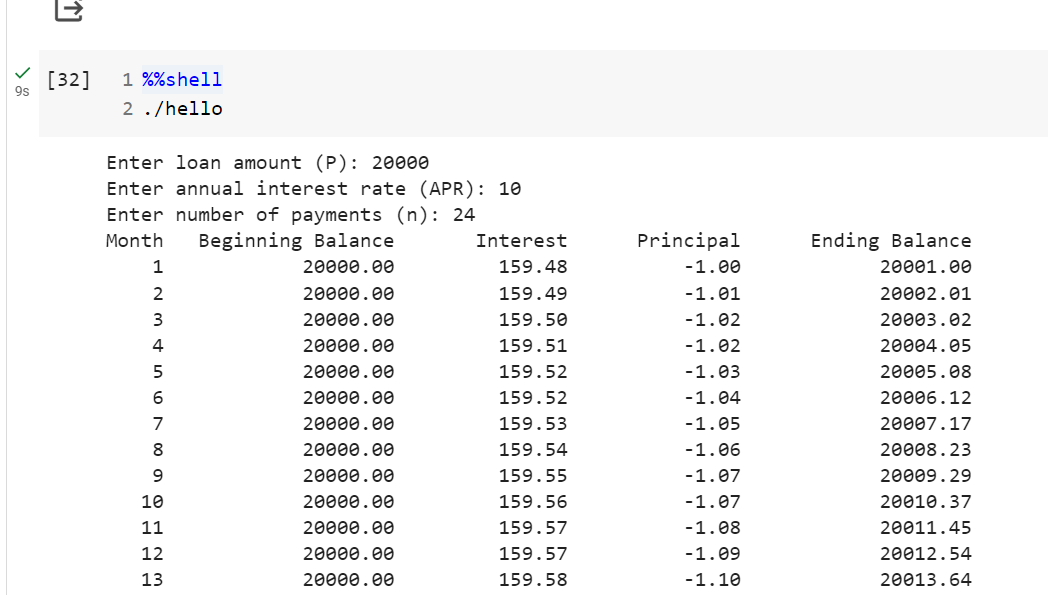 [32] 1 %%shell
9s 2 ./hello
Enter loan amount (P): 20000
Enter annual interest rate (APR): 10
Enter number of payments (n): 24
Month Beginning Balance Interest Principal Ending Balance
1 20000.00 159.48 -1.00 20001.00
2 20000.00 159.49 -1.01 20002.01
3 20000.00 159.50 -1.02 20003.02
4 20000.00 159.51 -1.02 20004.05
5 20000.00 159.52 -1.03 20005.08
6 20000.00 159.52 -1.04 20006.12
7 20000.00 159.53 -1.05 20007.17
8 20000.00 159.54 -1.06 20008.23
9 20000.00 159.55 -1.07 20009.29
10 20000.00 159.56 -1.07 20010.37
11 20000.00 159.57 -1.08 20011.45
12 20000.00 159.57 -1.09 20012.54
13 20000.00 159.58 -1.10 20013.64